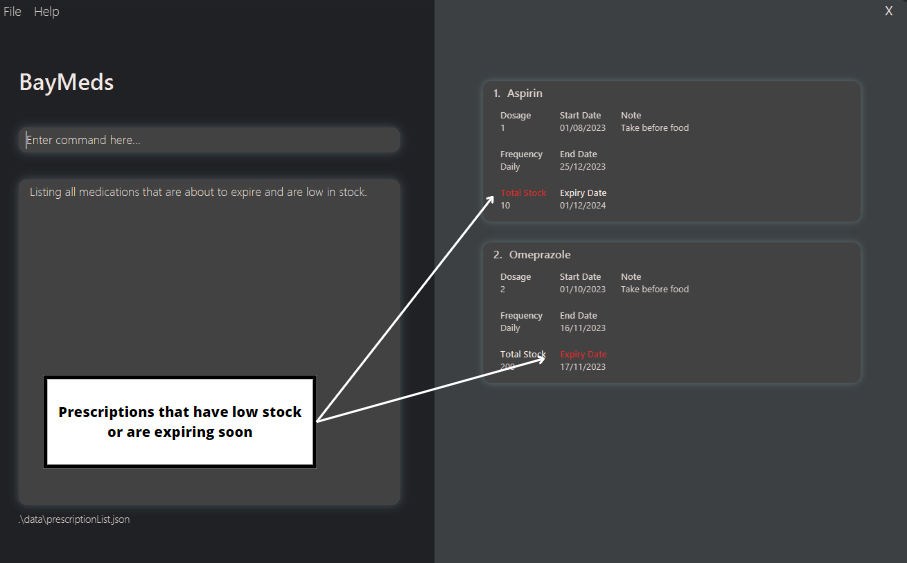 File Help
X
BayMeds
Enter command here...
Listing all medications that are about to expire and are low in stock.
Prescriptions that have low stock
or are expiring soon
.\data\prescriptionList.json
1. Aspirin
Dosage Start Date Note
1 01/08/2023 Take before food
Frequency End Date
Daily 25/12/2023
Total Stock Expiry Date
10 01/12/2024
2. Omeprazole
Dosage Start Date Note
2 01/10/2023 Take before food
Frequency End Date
Daily 16/11/2023
Total Stock Expiry Date
200 17/11/2023